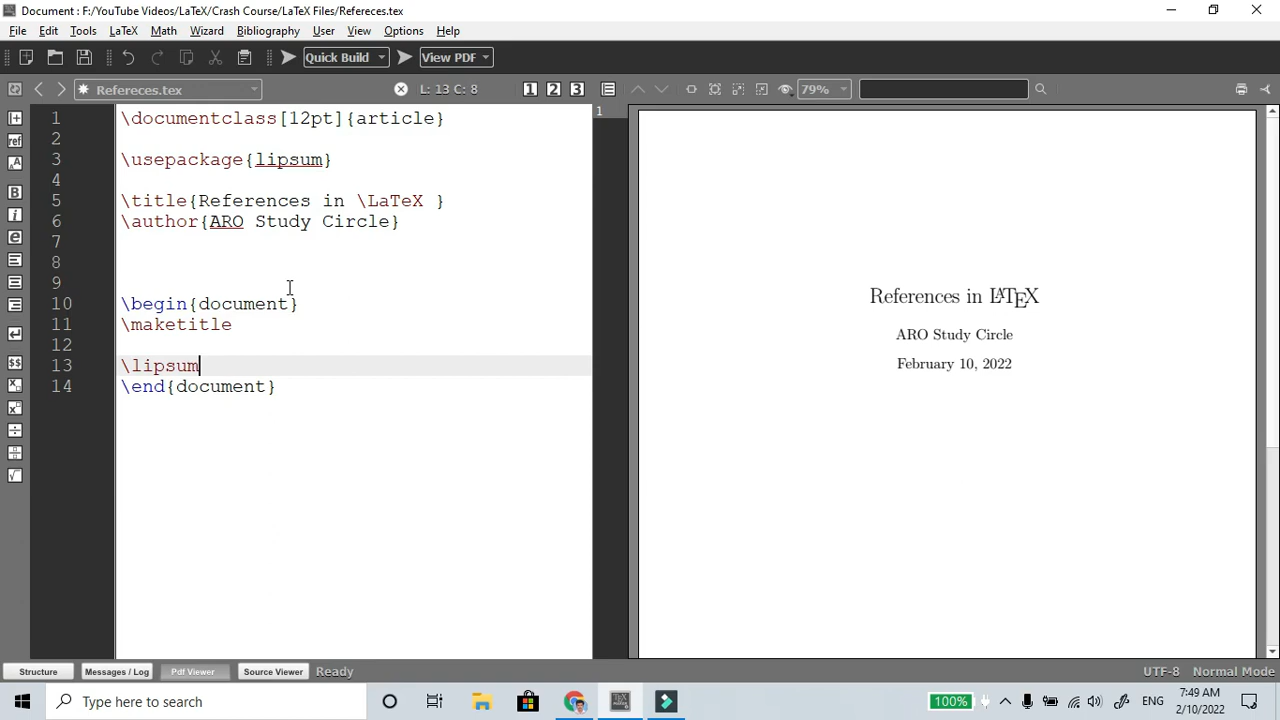 Document : F:/YouTube Videos/LaTeX/Crash Course/LaTeX Files/Refereces.tex
File Edit Tools LaTeX Math Wizard Bibliography User View Options Help
Quick Build View PDF
Refereces.tex L: 13 C: 8 1 2 3 79%
1 \documentclass[12pt]{article}
2
3 \usepackage{lipsum}
4
5 \title{References in \LaTeX }
6 \author{ARO Study Circle}
7
8
9
10 \begin{document}
11 \maketitle
12
13 \lipsum
14 \end{document}
1
References in LATEX
ARO Study Circle
February 10, 2022
Structure Messages / Log Pdf Viewer Source Viewer Ready UTF-8 Normal Mode
Type here to search 100% ENG 7:49 AM
2/10/2022